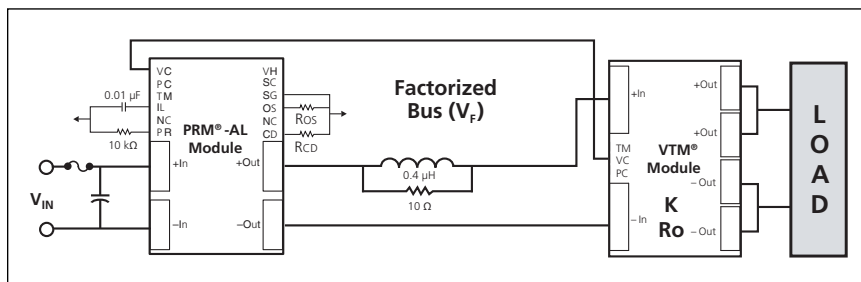 VC
PC
TM
IL
NC
PR
VH
SC
SG
OS
NC
CD
0.01 µF
10 kΩ
PRM®-AL
Module
+In
–In
+Out
–Out
VIN
ROS
RCD
Factorized
Bus (VF)
0.4 µH
10 Ω
+In
TM
VC
PC
–In
VTM®
Module
K
Ro
+Out
+Out
–Out
–Out
LOAD